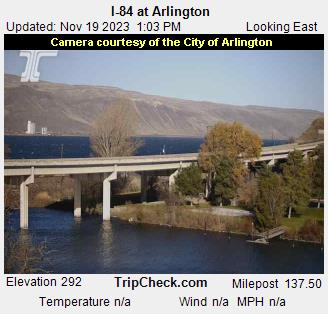 I-84 at Arlington
Updated: Nov 19 2023 1:03 PM Looking East
Camera courtesy of the City of Arlington
Elevation 292 TripCheck.com Milepost 137.50
Temperature n/a Wind n/a MPH n/a